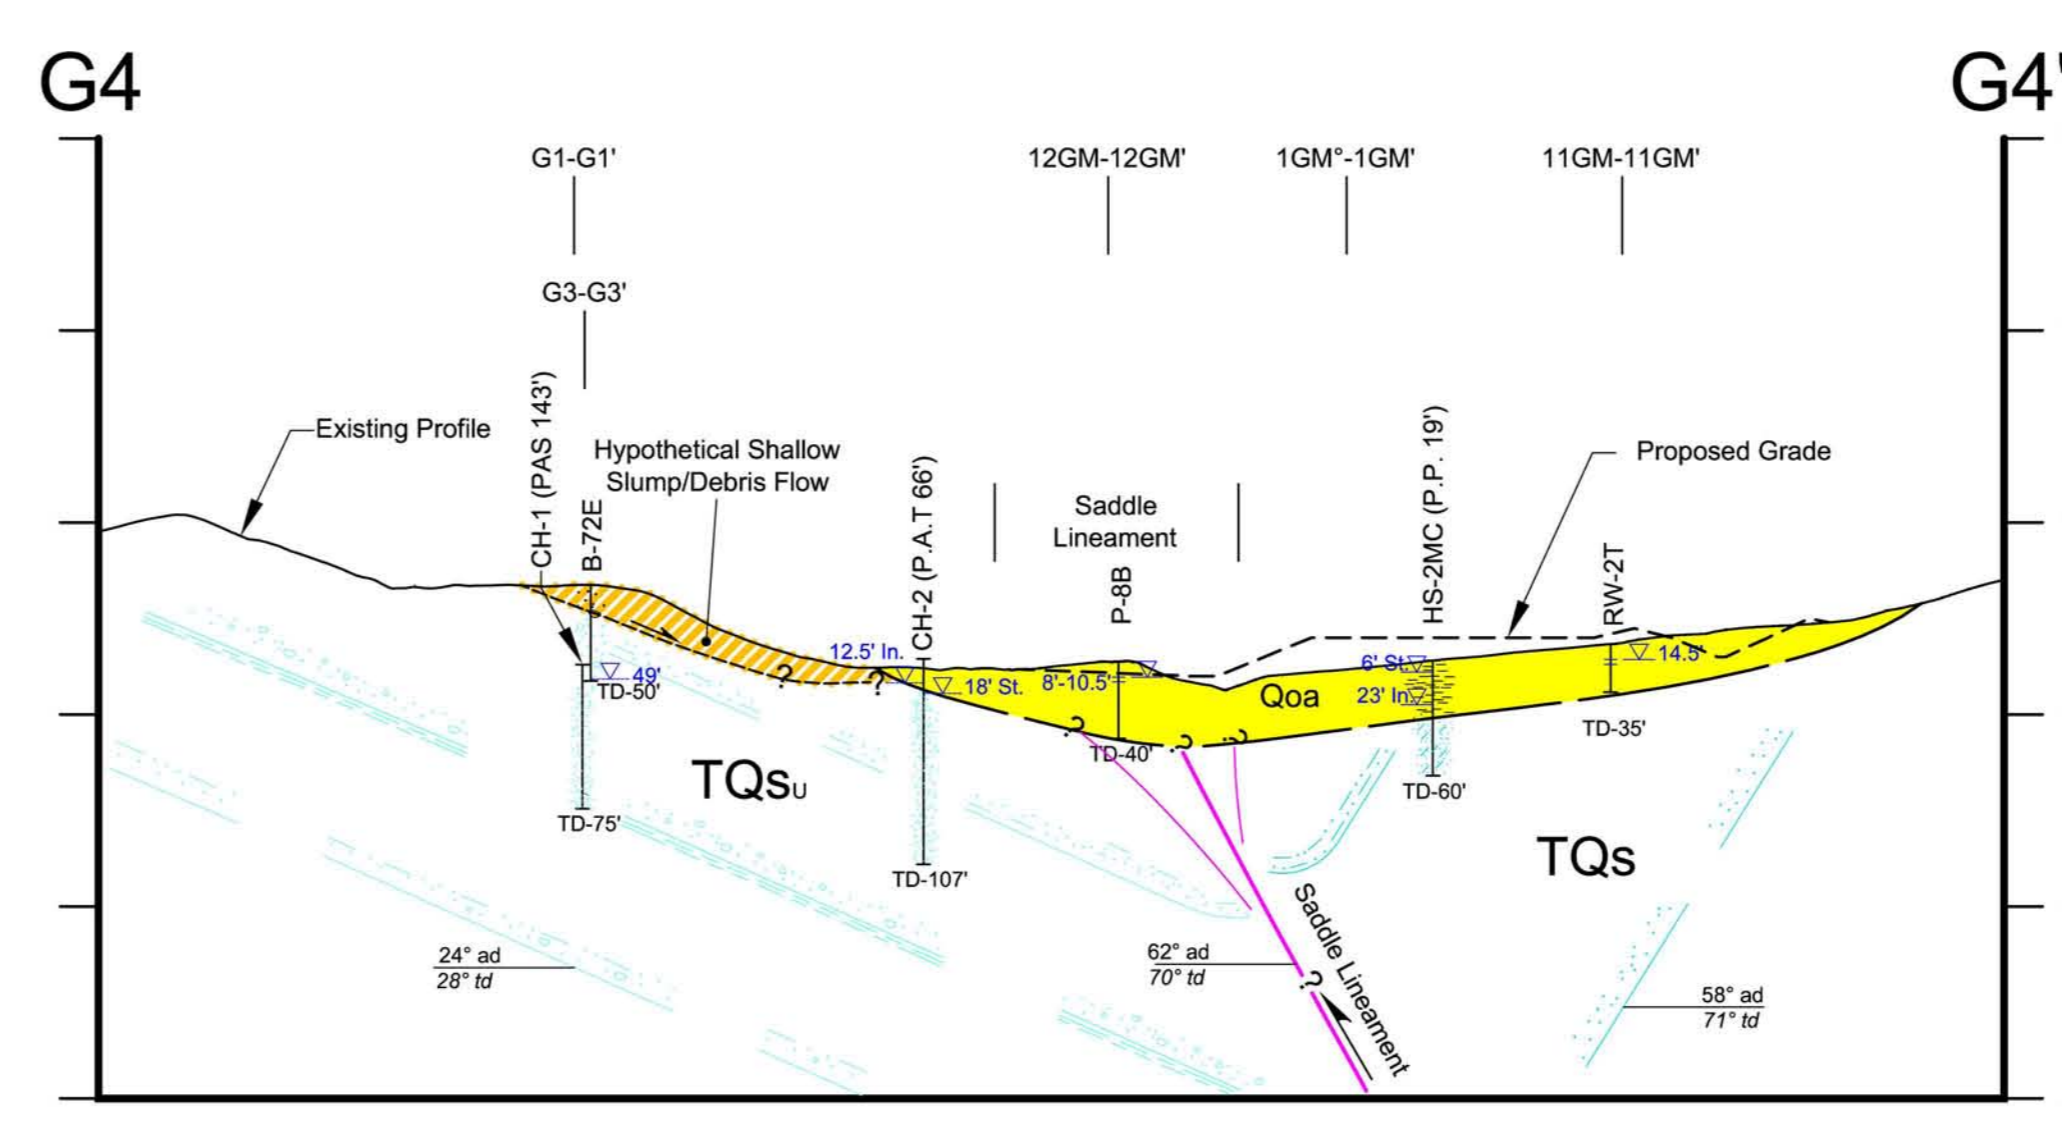 G4
G4'
G1-G1'
12GM-12GM'
1GM°-1GM'
11GM-11GM'
G3-G3'
CH-1 (PAS 143')
Existing Profile
B-72E
Hypothetical Shallow
Slump/Debris Flow
CH-2 (P.A.T 66')
Saddle
Lineament
P-8B
HS-2MC (P.P. 19')
Proposed Grade
RW-2T
12.5' In.
49'
TD-50'
18' St.
8'-10.5'
6' St.
23' In.
14.5'
Qoa
?
?
?
?
?
TD-40'
TD-35'
TD-60'
TQsU
TD-75'
TD-107'
TQs
24° ad
28° td
62° ad
70° td
?
Saddle Lineament
58° ad
71° td